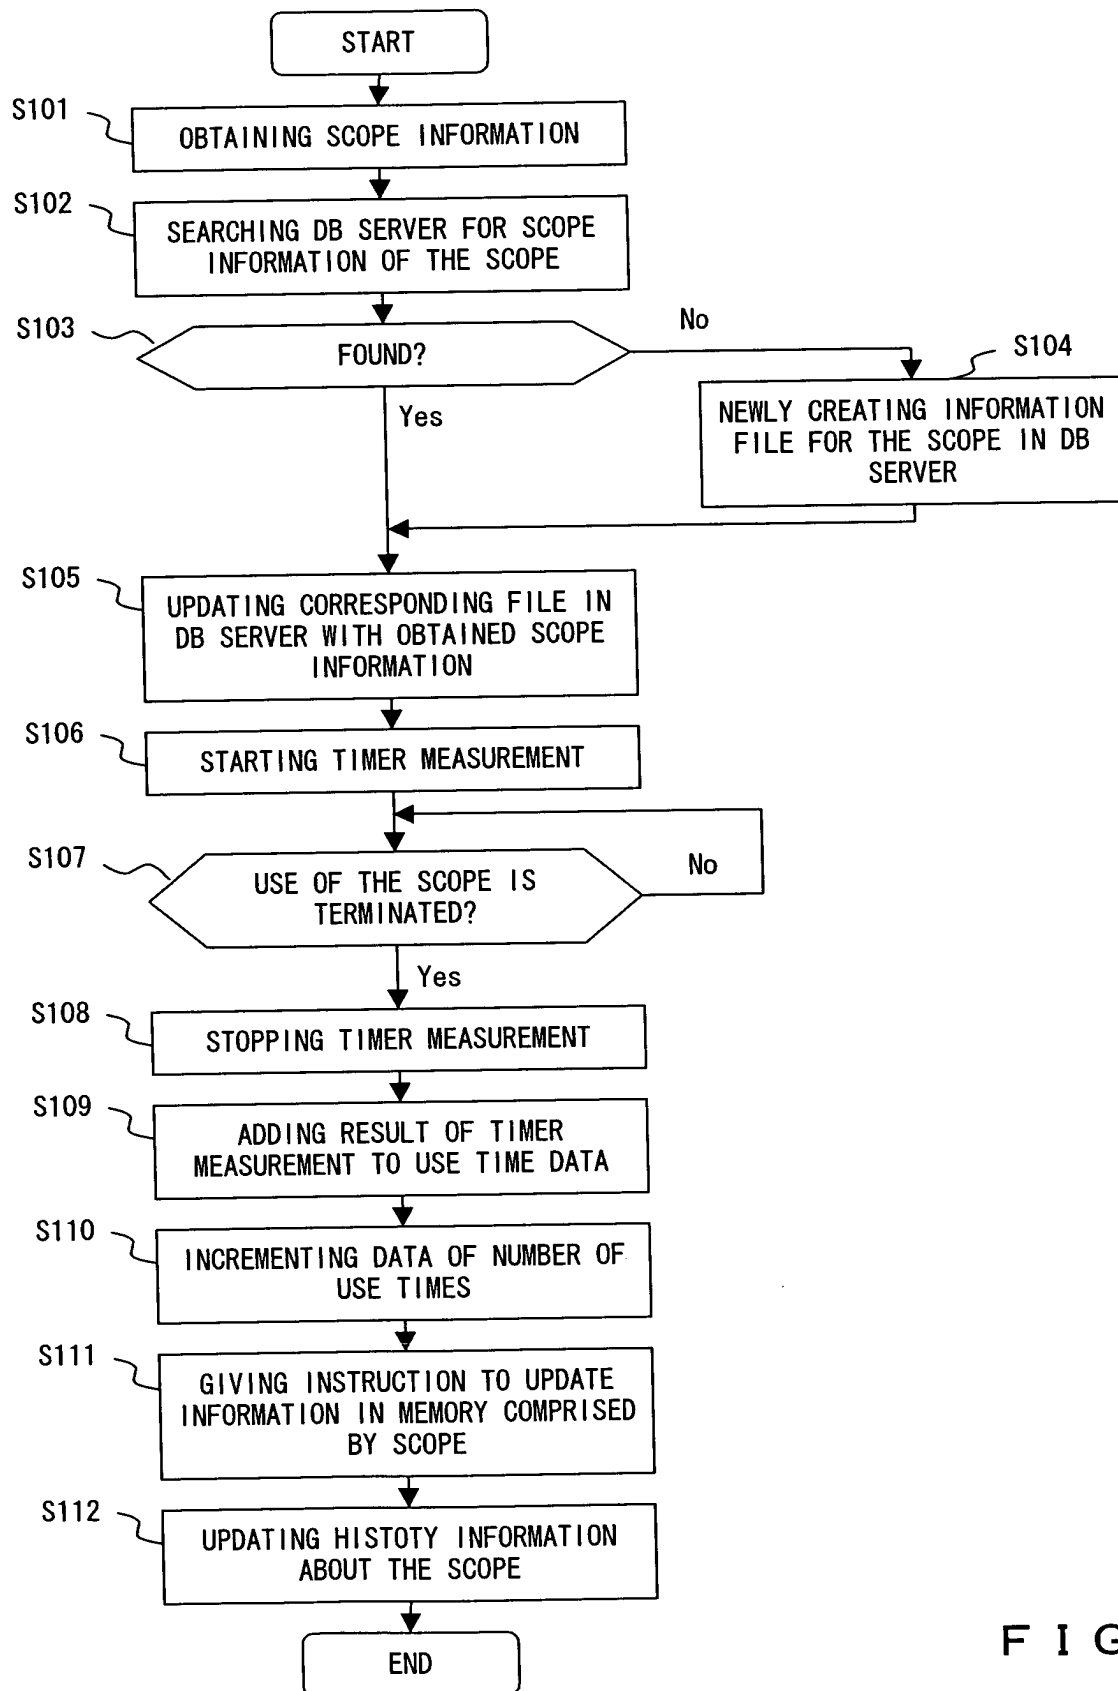 START
S101
OBTAINING SCOPE INFORMATION
S102
SEARCHING DB SERVER FOR SCOPE
INFORMATION OF THE SCOPE
S103
FOUND?
No
Yes
S104
NEWLY CREATING INFORMATION
FILE FOR THE SCOPE IN DB
SERVER
S105
UPDATING CORRESPONDING FILE IN
DB SERVER WITH OBTAINED SCOPE
INFORMATION
S106
STARTING TIMER MEASUREMENT
S107
USE OF THE SCOPE IS
TERMINATED?
No
Yes
S108
STOPPING TIMER MEASUREMENT
S109
ADDING RESULT OF TIMER
MEASUREMENT TO USE TIME DATA
S110
INCREMENTING DATA OF NUMBER OF
USE TIMES
S111
GIVING INSTRUCTION TO UPDATE
INFORMATION IN MEMORY COMPRISED
BY SCOPE
S112
UPDATING HISTOTY INFORMATION
ABOUT THE SCOPE
END
FIG